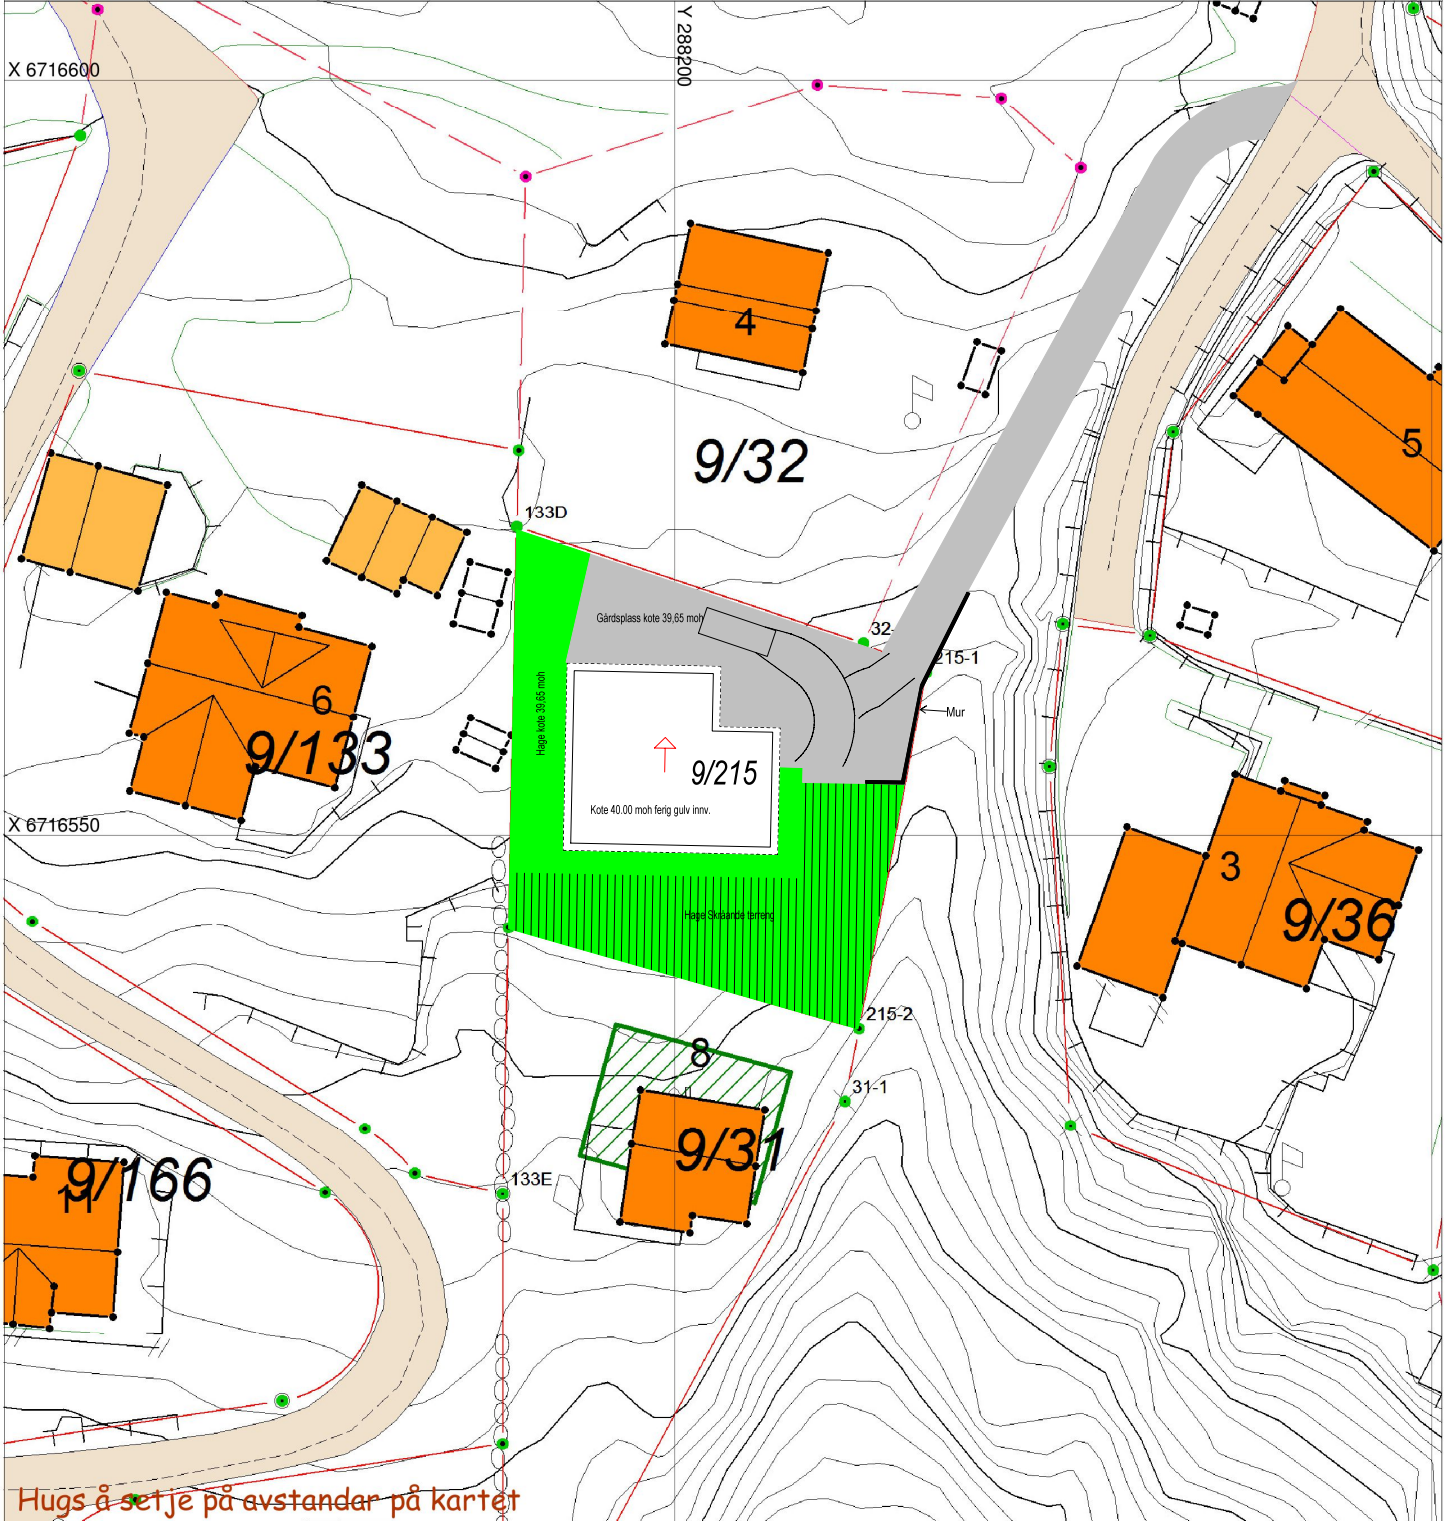 X 6716600
Y 288200
4
5
9/32
133D
Gårdsplass kote 39,65 moh
32-
215-1
Mur
6
9/133
Hage kote 39,65 moh
9/215
Kote 40.00 moh ferig gulv innv.
X 6716550
3
9/36
Hage Skråande terreng
215-2
8
31-1
9/31
133E
9/166
11
Hugs å setje på avstandar på kartet